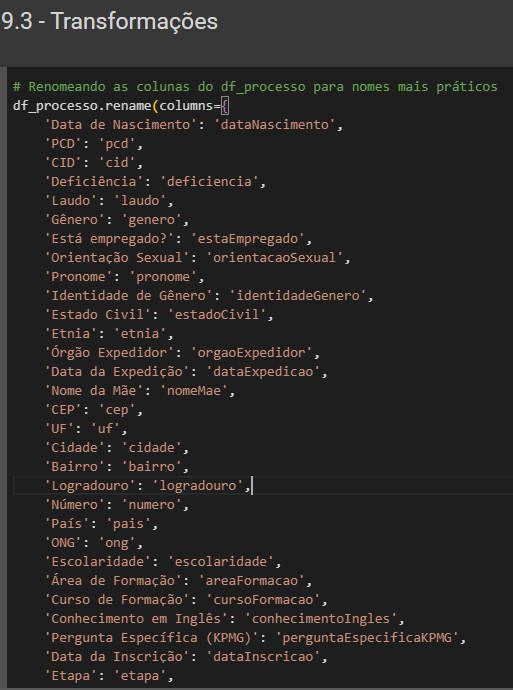 9.3 - Transformações
# Renomeando as colunas do df_processo para nomes mais práticos
df_processo.rename(columns={
'Data de Nascimento': 'dataNascimento',
'PCD': 'pcd',
'CID': 'cid',
'Deficiência': 'deficiencia',
'Laudo': 'laudo',
'Gênero': 'genero',
'Está empregado?': 'estaEmpregado',
'Orientação Sexual': 'orientacaoSexual',
'Pronome': 'pronome',
'Identidade de Gênero': 'identidadeGenero',
'Estado Civil': 'estadoCivil',
'Etnia': 'etnia',
'Órgão Expedidor': 'orgaoExpedidor',
'Data da Expedição': 'dataExpedicao',
'Nome da Mãe': 'nomeMae',
'CEP': 'cep',
'UF': 'uf',
'Cidade': 'cidade',
'Bairro': 'bairro',
'Logradouro': 'logradouro',
'Número': 'numero',
'País': 'pais',
'ONG': 'ong',
'Escolaridade': 'escolaridade',
'Área de Formação': 'areaFormacao',
'Curso de Formação': 'cursoFormacao',
'Conhecimento em Inglês': 'conhecimentoIngles',
'Pergunta Específica (KPMG)': 'perguntaEspecificaKPMG',
'Data da Inscrição': 'dataInscricao',
'Etapa': 'etapa',